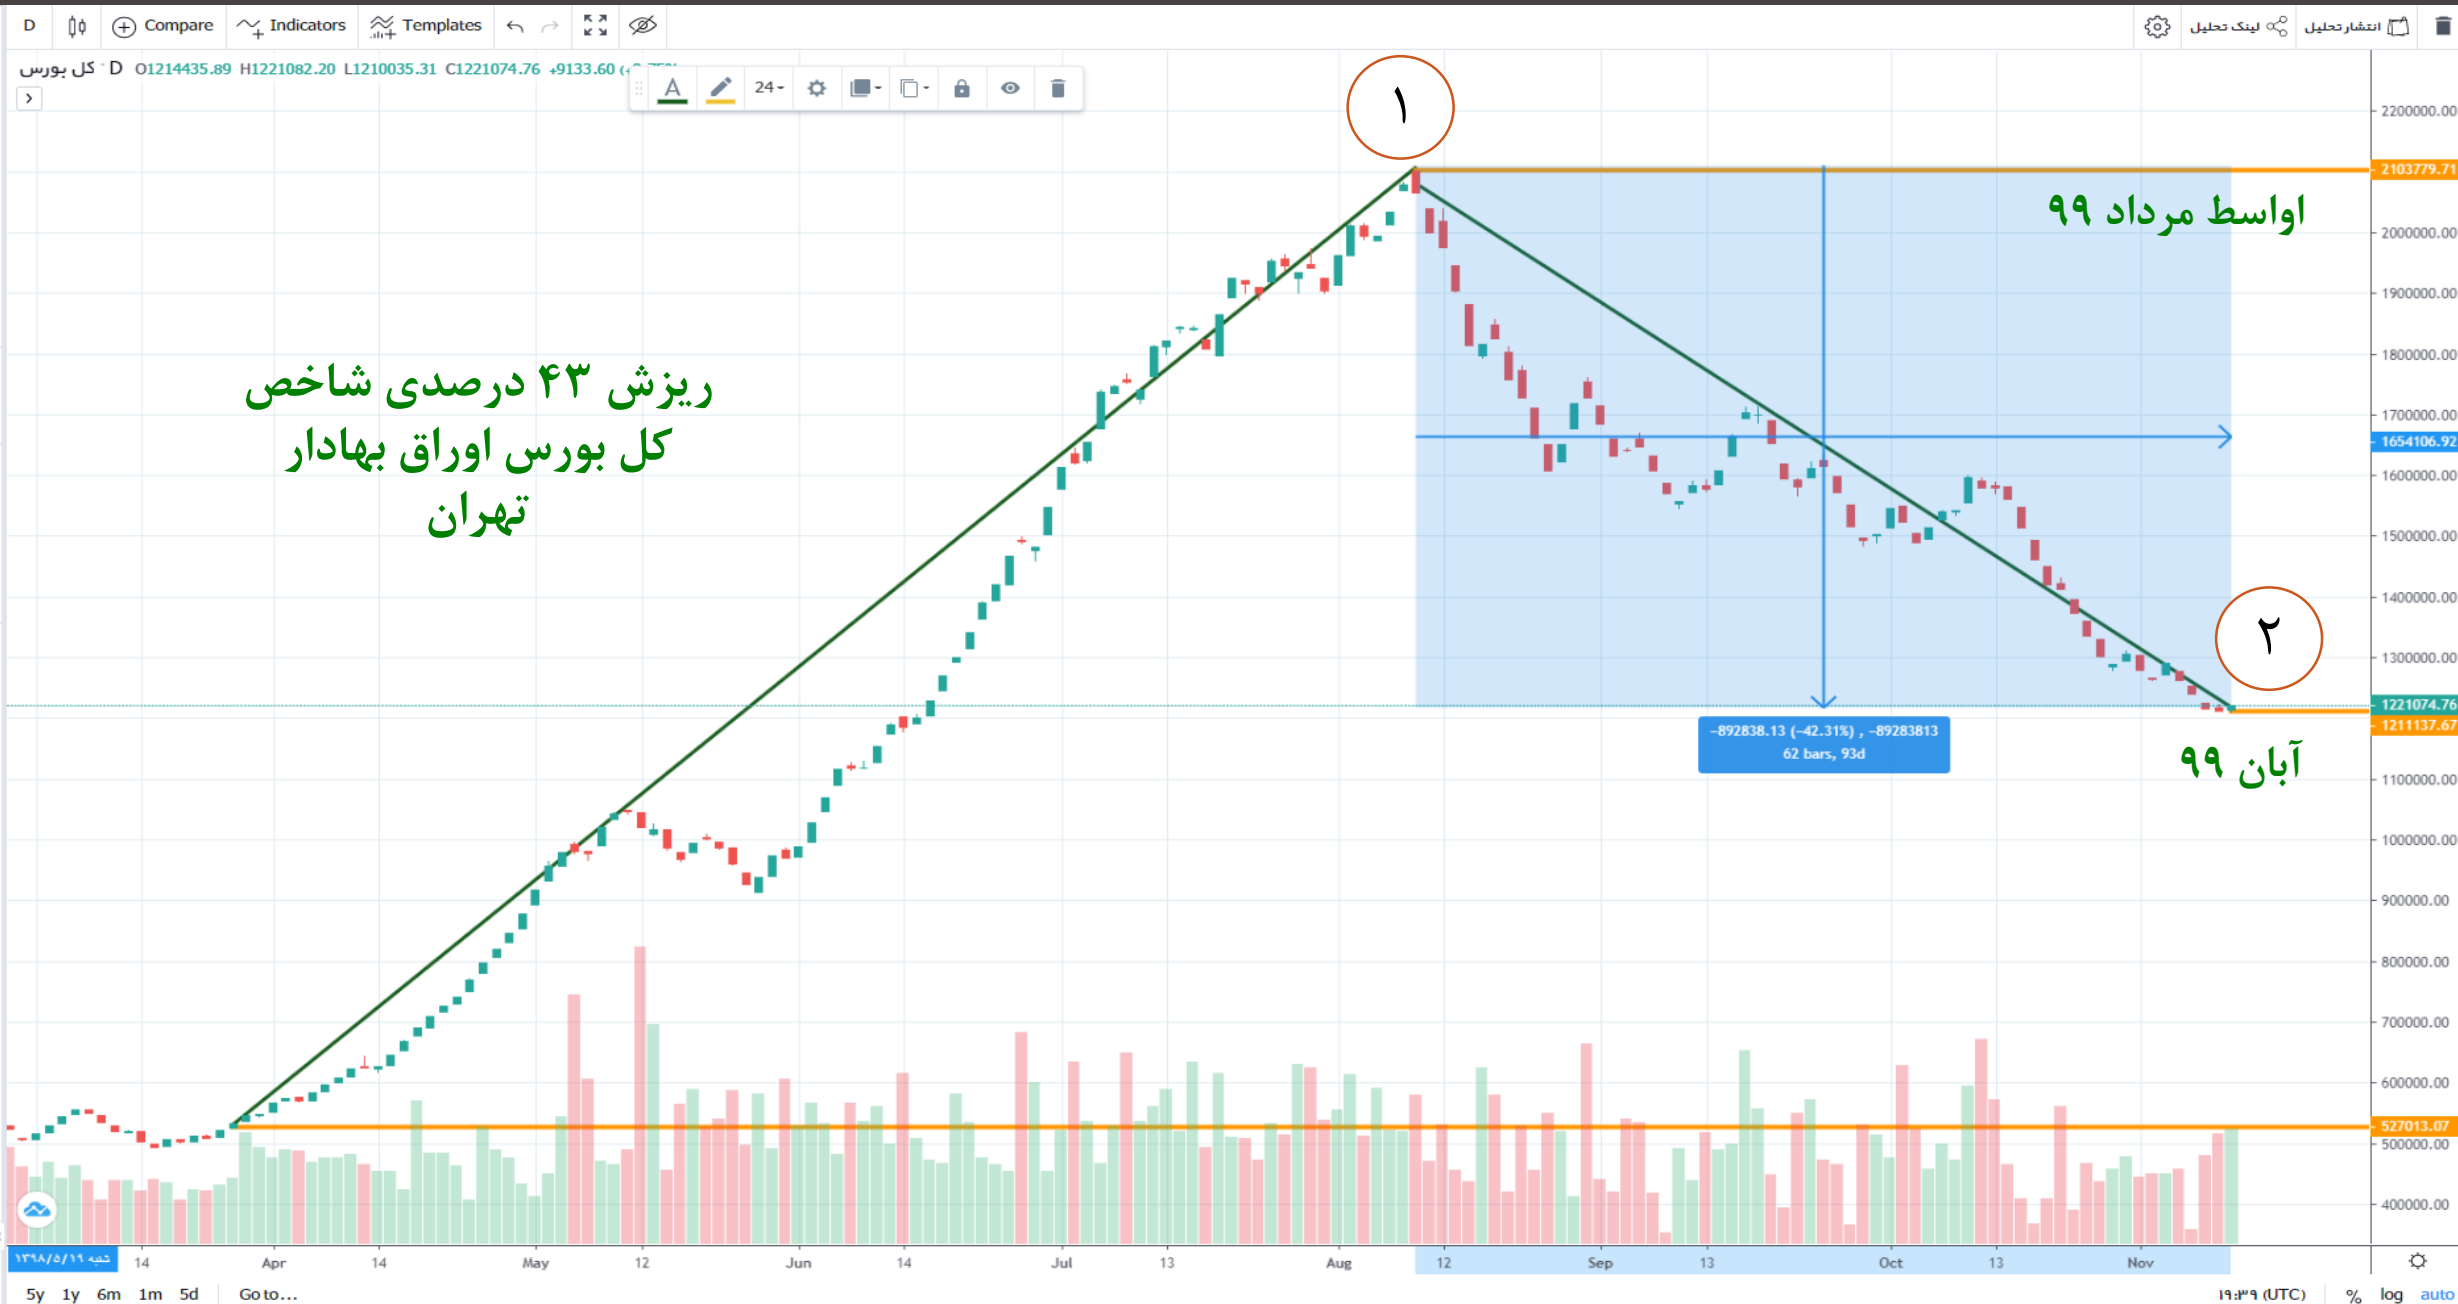 D Compare Indicators Templates لینک تحلیل انتشار تحلیل
کل بورس D O1214435.89 H1221082.20 L1210035.31 C1221074.76 +9133.60
24
۱
2200000.00
2103779.71
اواسط مرداد ۹۹
2000000.00
1900000.00
1800000.00
ریزش ۴۳ درصدی شاخص
کل بورس اوراق بهادار
تهران
1700000.00
1654106.92
1600000.00
1500000.00
1400000.00
۲
1300000.00
1221074.76
1211137.67
−892838.13 (−42.31%) , −89283813
62 bars, 93d
آبان ۹۹
1100000.00
1000000.00
900000.00
800000.00
700000.00
600000.00
527013.07
500000.00
400000.00
شنبه ۱۳۹۸/۵/۱۹ 14 Apr 14 May 12 Jun 14 Jul 13 Aug 12 Sep 13 Oct 13 Nov
5y 1y 6m 1m 5d Go to... ۱۹:۳۹ (UTC) % log auto